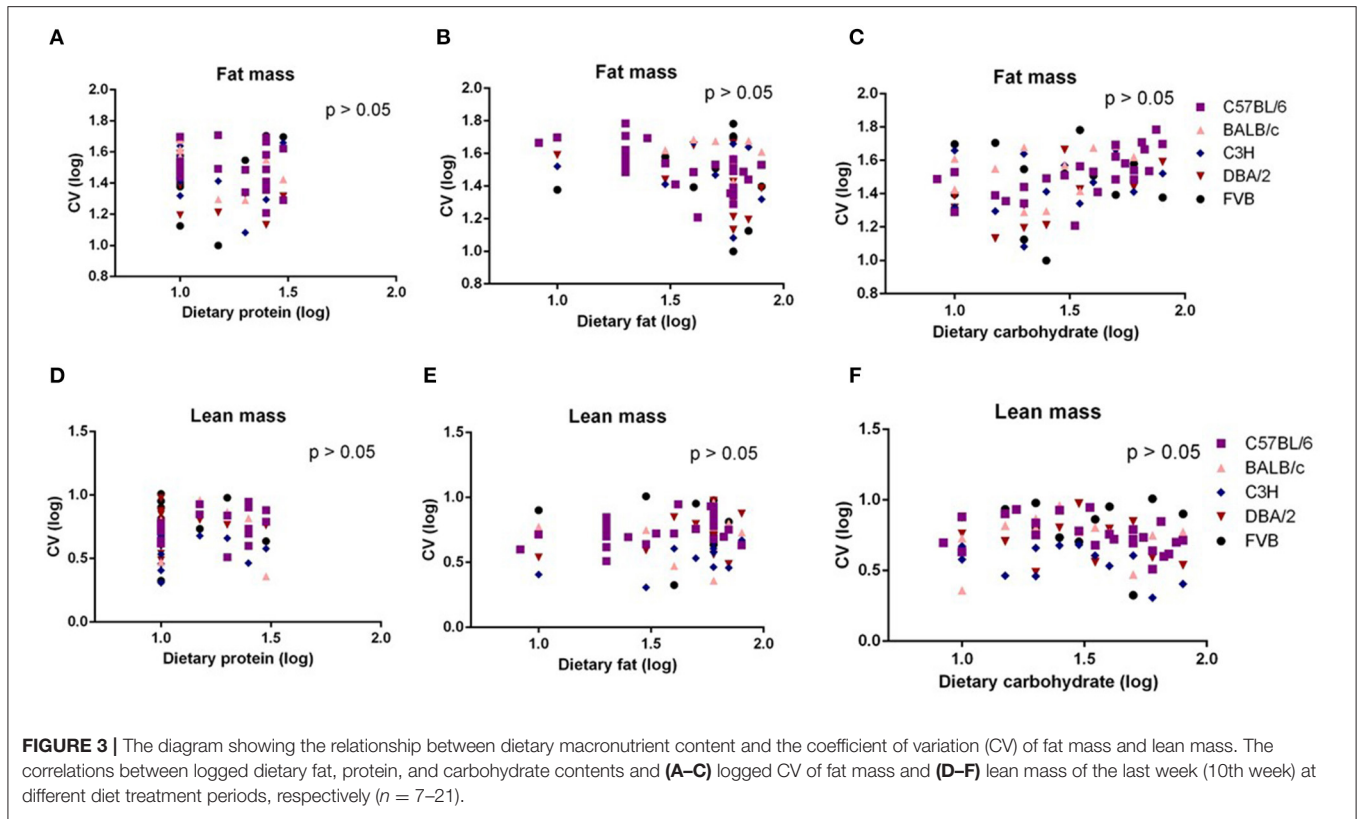 A
Fat mass
p > 0.05
CV (log)
2.0
1.8
1.6
1.4
1.2
1.0
0.8
1.0
1.5
2.0
Dietary protein (log)
B
Fat mass
p > 0.05
CV (log)
2.0
1.8
1.6
1.4
1.2
1.0
0.8
1.0
1.5
2.0
Dietary fat (log)
C
Fat mass
p > 0.05
CV (log)
2.0
1.8
1.6
1.4
1.2
1.0
0.8
1.0
1.5
2.0
Dietary carbohydrate (log)
C57BL/6
BALB/c
C3H
DBA/2
FVB
D
Lean mass
p > 0.05
CV (log)
1.5
1.0
0.5
0.0
1.0
1.5
2.0
Dietary protein (log)
E
Lean mass
p > 0.05
CV (log)
1.5
1.0
0.5
0.0
1.0
1.5
2.0
Dietary fat (log)
F
Lean mass
p > 0.05
CV (log)
1.5
1.0
0.5
0.0
1.0
1.5
2.0
Dietary carbohydrate (log)
C57BL/6
BALB/c
C3H
DBA/2
FVB
FIGURE 3 | The diagram showing the relationship between dietary macronutrient content and the coefficient of variation (CV) of fat mass and lean mass. The
correlations between logged dietary fat, protein, and carbohydrate contents and (A–C) logged CV of fat mass and (D–F) lean mass of the last week (10th week) at
different diet treatment periods, respectively (n = 7–21).